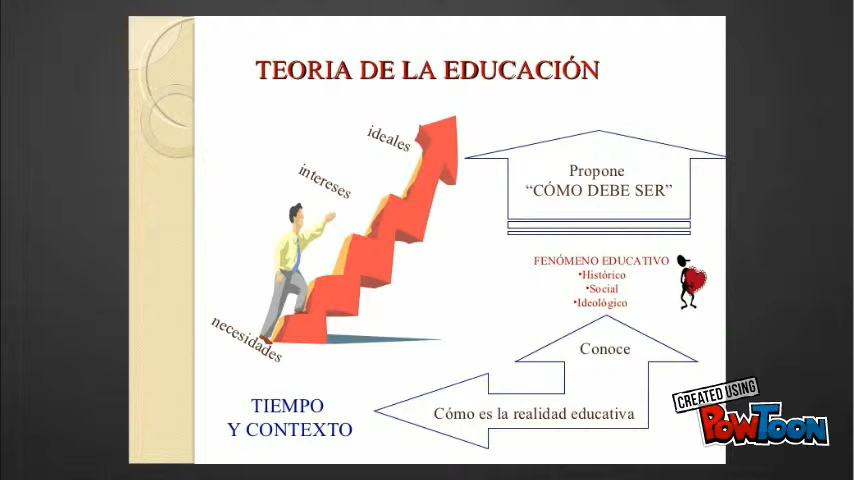 TEORIA DE LA EDUCACIÓN
ideales
intereses
necesidades
Propone
“CÓMO DEBE SER”
FENÓMENO EDUCATIVO
•Histórico
•Social
•Ideológico
Conoce
Cómo es la realidad educativa
TIEMPO
Y CONTEXTO
CREATED USING
POWTOON